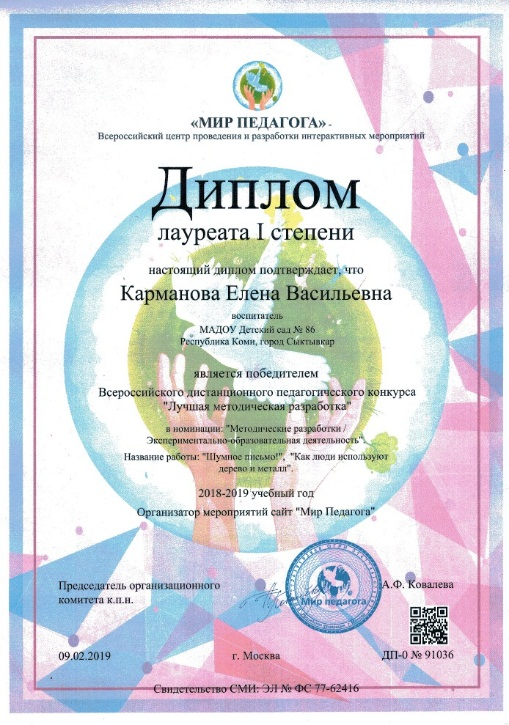 «МИР ПЕДАГОГА» -
Всероссийский центр проведения и разработки интерактивных мероприятий
Диплом
лауреата I степени
настоящий диплом подтверждает, что
Карманова Елена Васильевна
воспитатель
МАДОУ Детский сад № 86
Республика Коми, город Сыктывкар
является победителем
Всероссийского дистанционного педагогического конкурса
"Лучшая методическая разработка"
в номинации: "Методические разработки /
Экспериментально-образовательная деятельность"
Название работы: "Шумное письмо!", "Как люди используют
дерево и металл".
2018-2019 учебный год
Организатор мероприятий сайт "Мир Педагога"
Председатель организационного
комитета к.п.н.
Мир педагога
А.Ф. Ковалева
09.02.2019
г. Москва
ДП-0 № 91036
Свидетельство СМИ: ЭЛ № ФС 77-62416